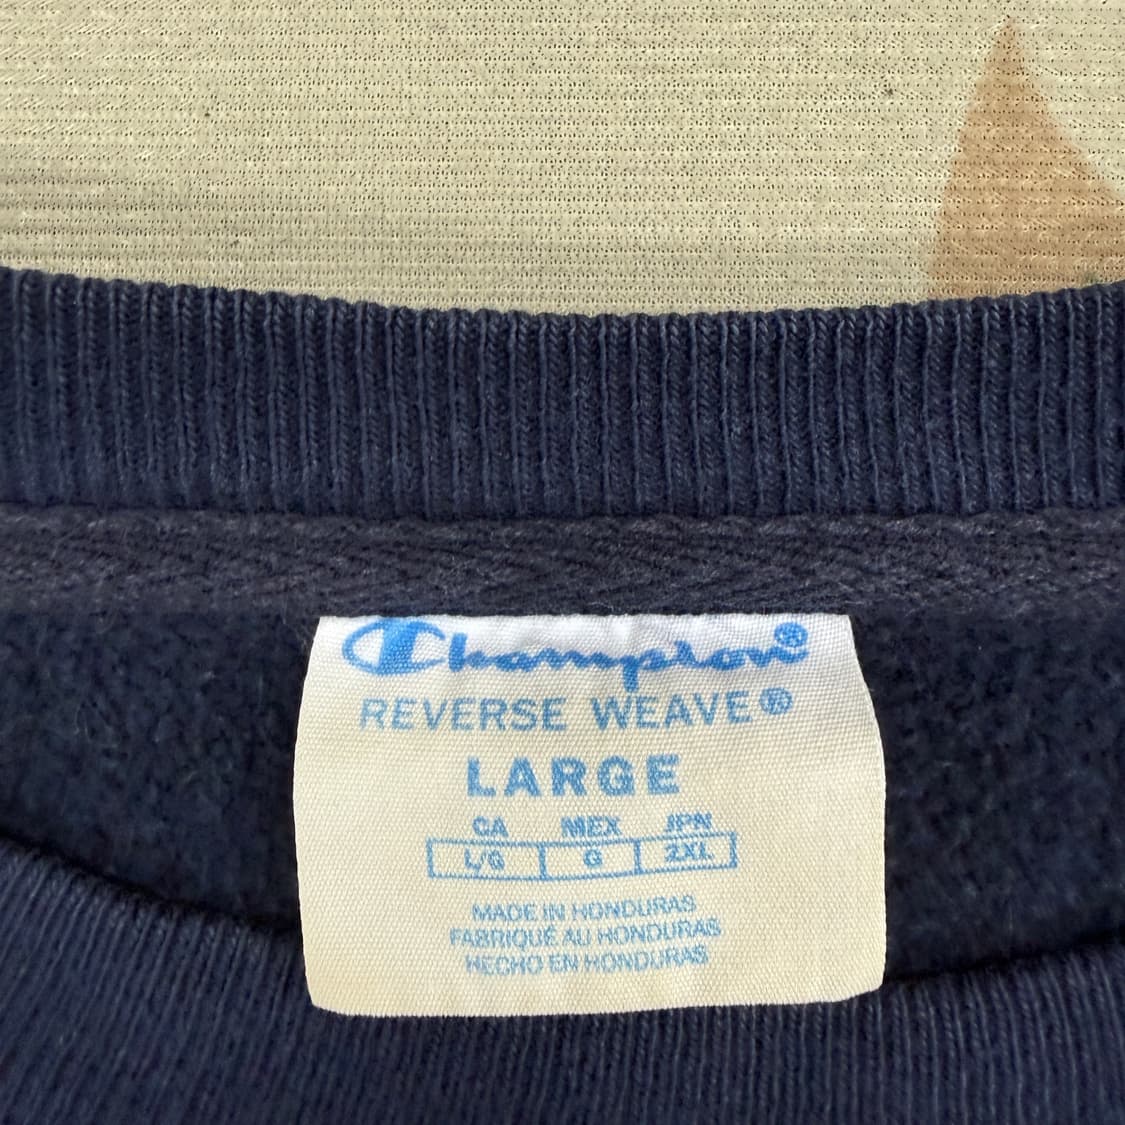 Champion®
REVERSE WEAVE®
LARGE
CA MEX JPN
L/G G 2XL
MADE IN HONDURAS
FABRIQUÉ AU HONDURAS
HECHO EN HONDURAS